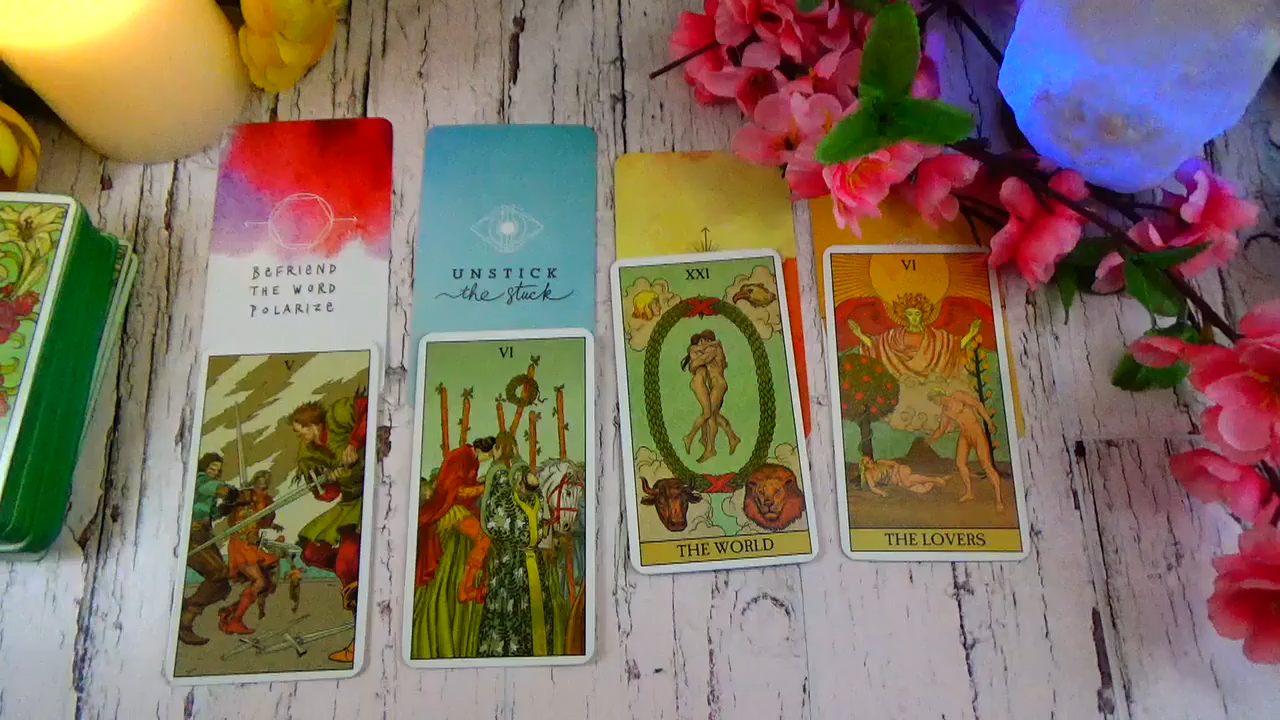 BEFRIEND
THE WORD
POLARIZE
UNSTICK
the stuck
V
VI
XXI
THE WORLD
VI
THE LOVERS